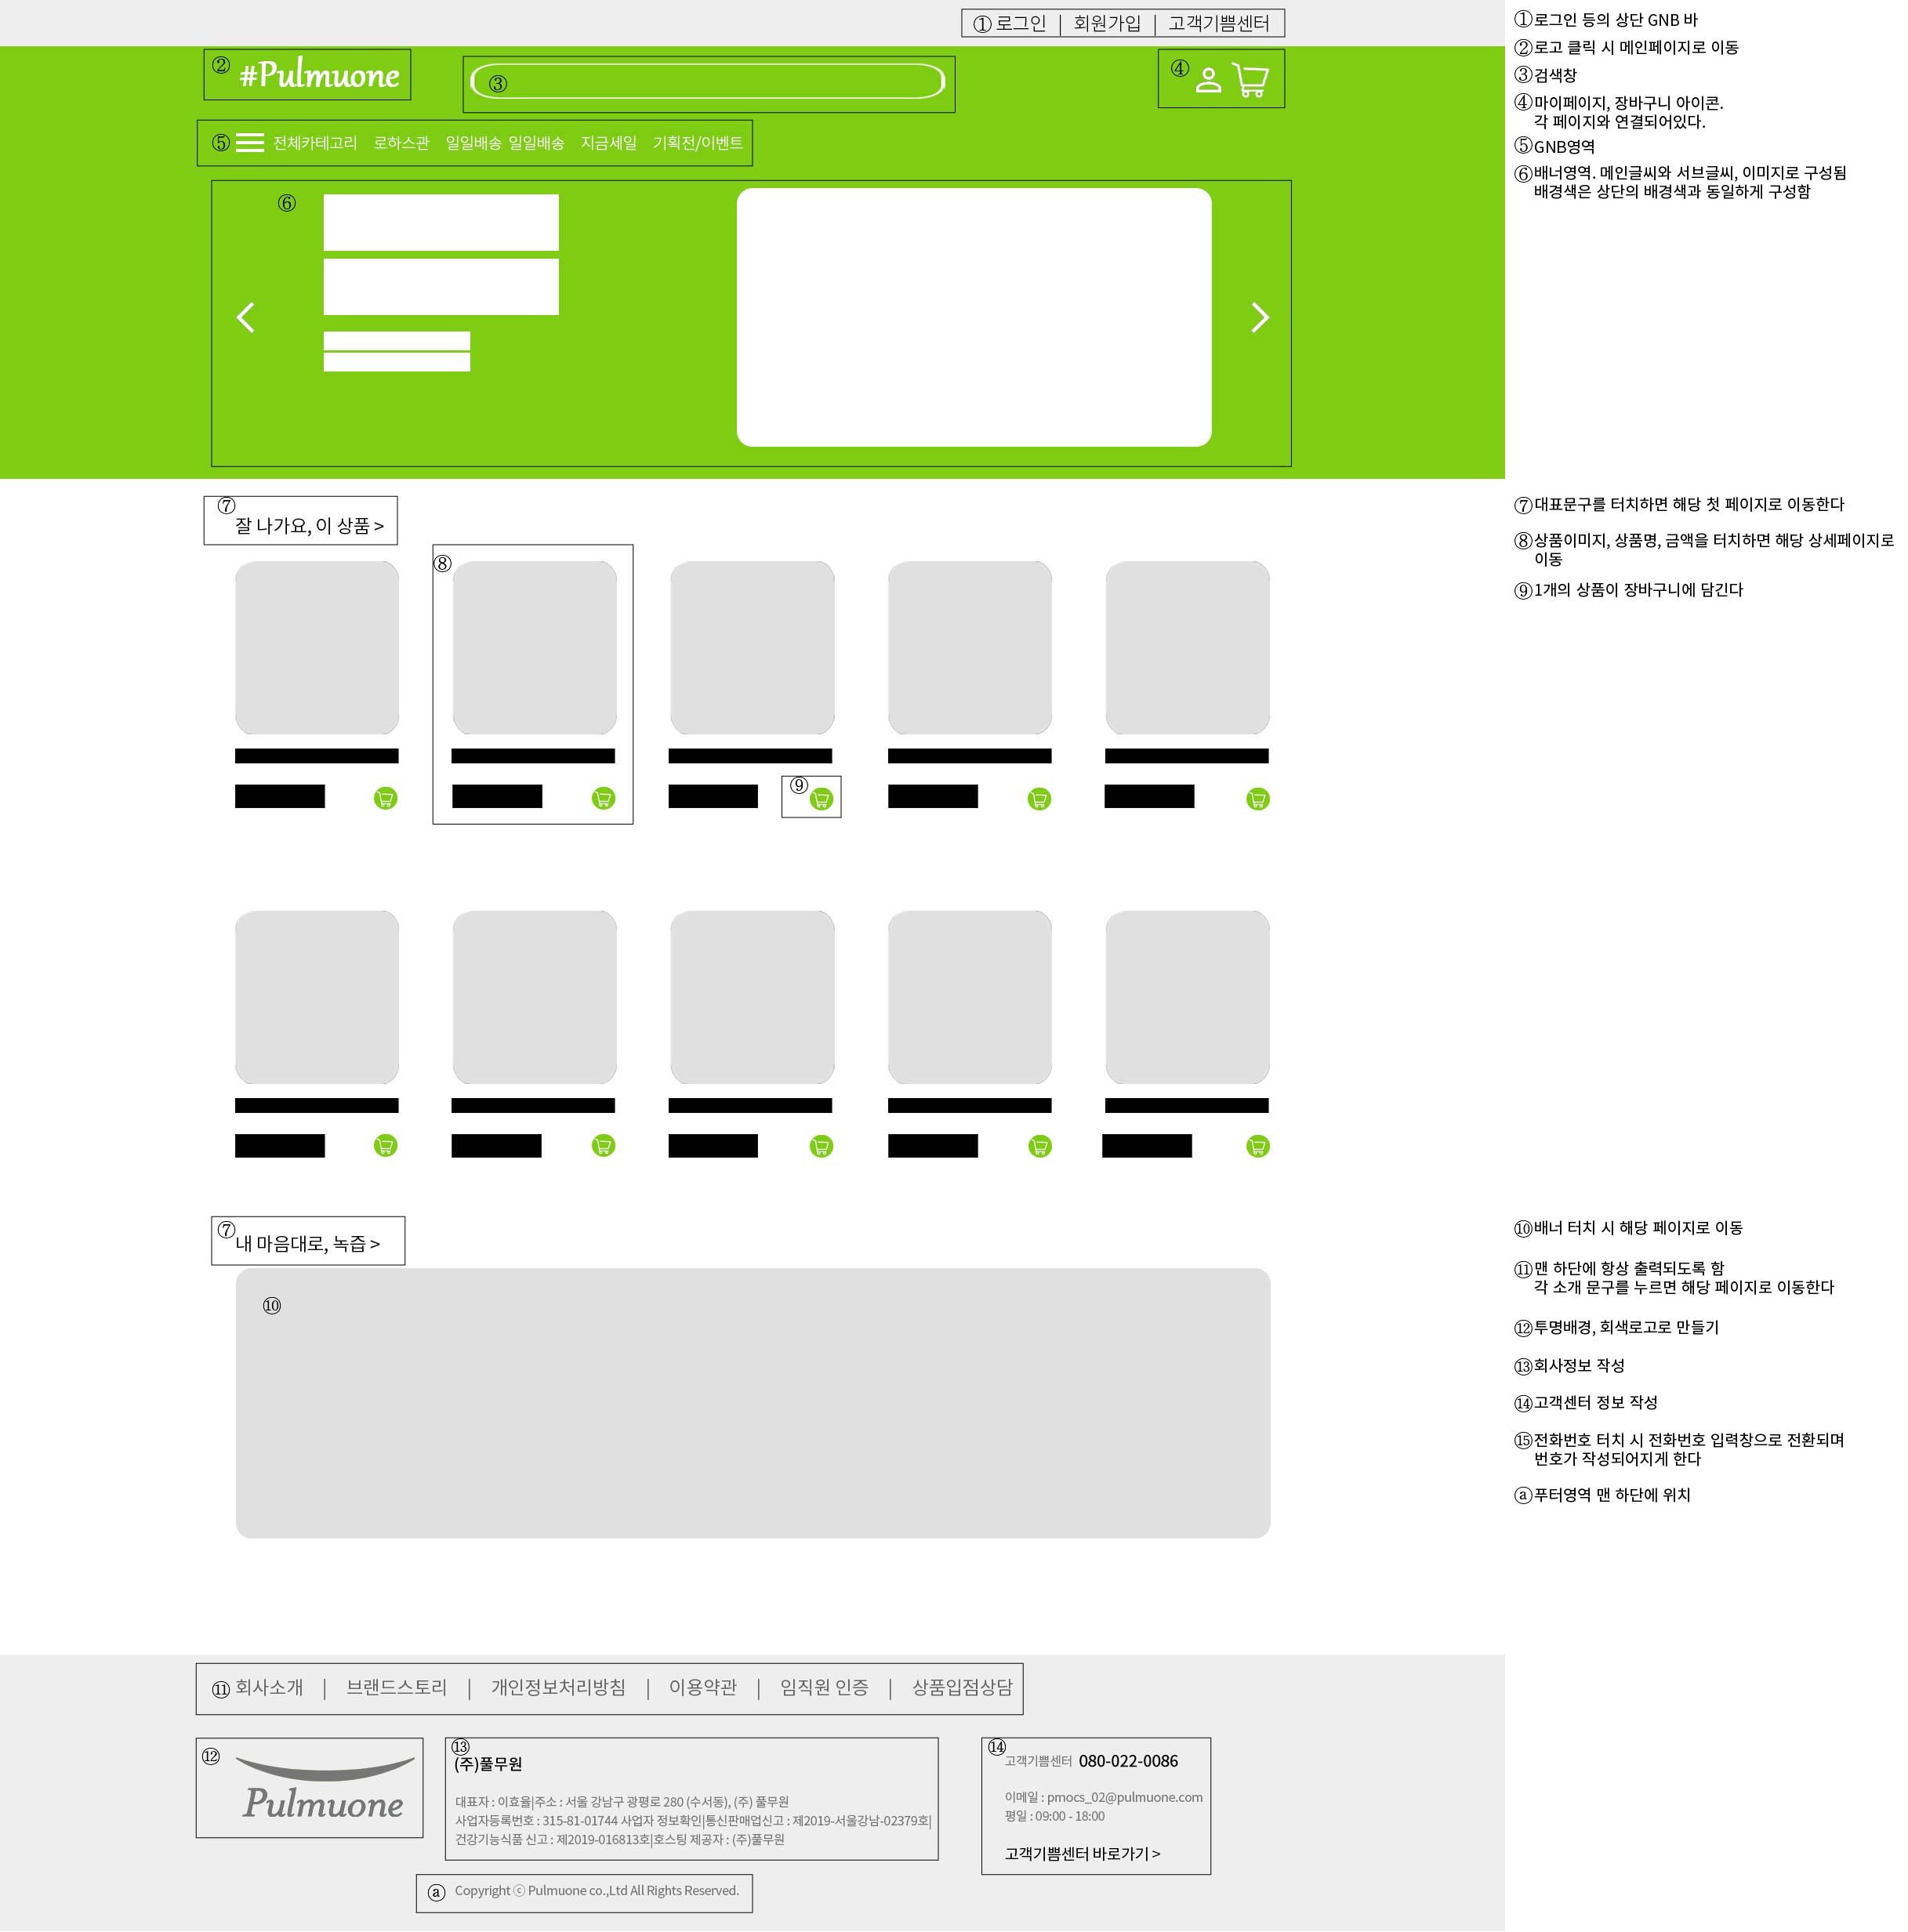 ① 로그인 | 회원가입 | 고객기쁨센터
② #Pulmuone
③
④
⑤ 전체카테고리 로하스관 일일배송 일일배송 지금세일 기획전/이벤트
⑥
①로그인 등의 상단 GNB 바
②로고 클릭 시 메인페이지로 이동
③검색창
④마이페이지, 장바구니 아이콘.
각 페이지와 연결되어있다.
⑤GNB영역
⑥배너영역. 메인글씨와 서브글씨, 이미지로 구성됨
배경색은 상단의 배경색과 동일하게 구성함
⑦
잘 나가요, 이 상품 >
⑧
⑨
⑦대표문구를 터치하면 해당 첫 페이지로 이동한다
⑧상품이미지, 상품명, 금액을 터치하면 해당 상세페이지로
이동
⑨1개의 상품이 장바구니에 담긴다
⑦
내 마음대로, 녹즙 >
⑩
⑩배너 터치 시 해당 페이지로 이동
⑪맨 하단에 항상 출력되도록 함
각 소개 문구를 누르면 해당 페이지로 이동한다
⑫투명배경, 회색로고로 만들기
⑬회사정보 작성
⑭고객센터 정보 작성
⑮전화번호 터치 시 전화번호 입력창으로 전환되며
번호가 작성되어지게 한다
ⓐ푸터영역 맨 하단에 위치
⑪ 회사소개 | 브랜드스토리 | 개인정보처리방침 | 이용약관 | 임직원 인증 | 상품입점상담
⑫
Pulmuone
⑬
(주)풀무원
대표자 : 이효율|주소 : 서울 강남구 광평로 280 (수서동), (주) 풀무원
사업자등록번호 : 315-81-01744 사업자 정보확인|통신판매업신고 : 제2019-서울강남-02379호|
건강기능식품 신고 : 제2019-016813호|호스팅 제공자 : (주)풀무원
⑭
고객기쁨센터 080-022-0086
이메일 : pmocs_02@pulmuone.com
평일 : 09:00 - 18:00
고객기쁨센터 바로가기 >
ⓐ Copyright ⓒ Pulmuone co.,Ltd All Rights Reserved.